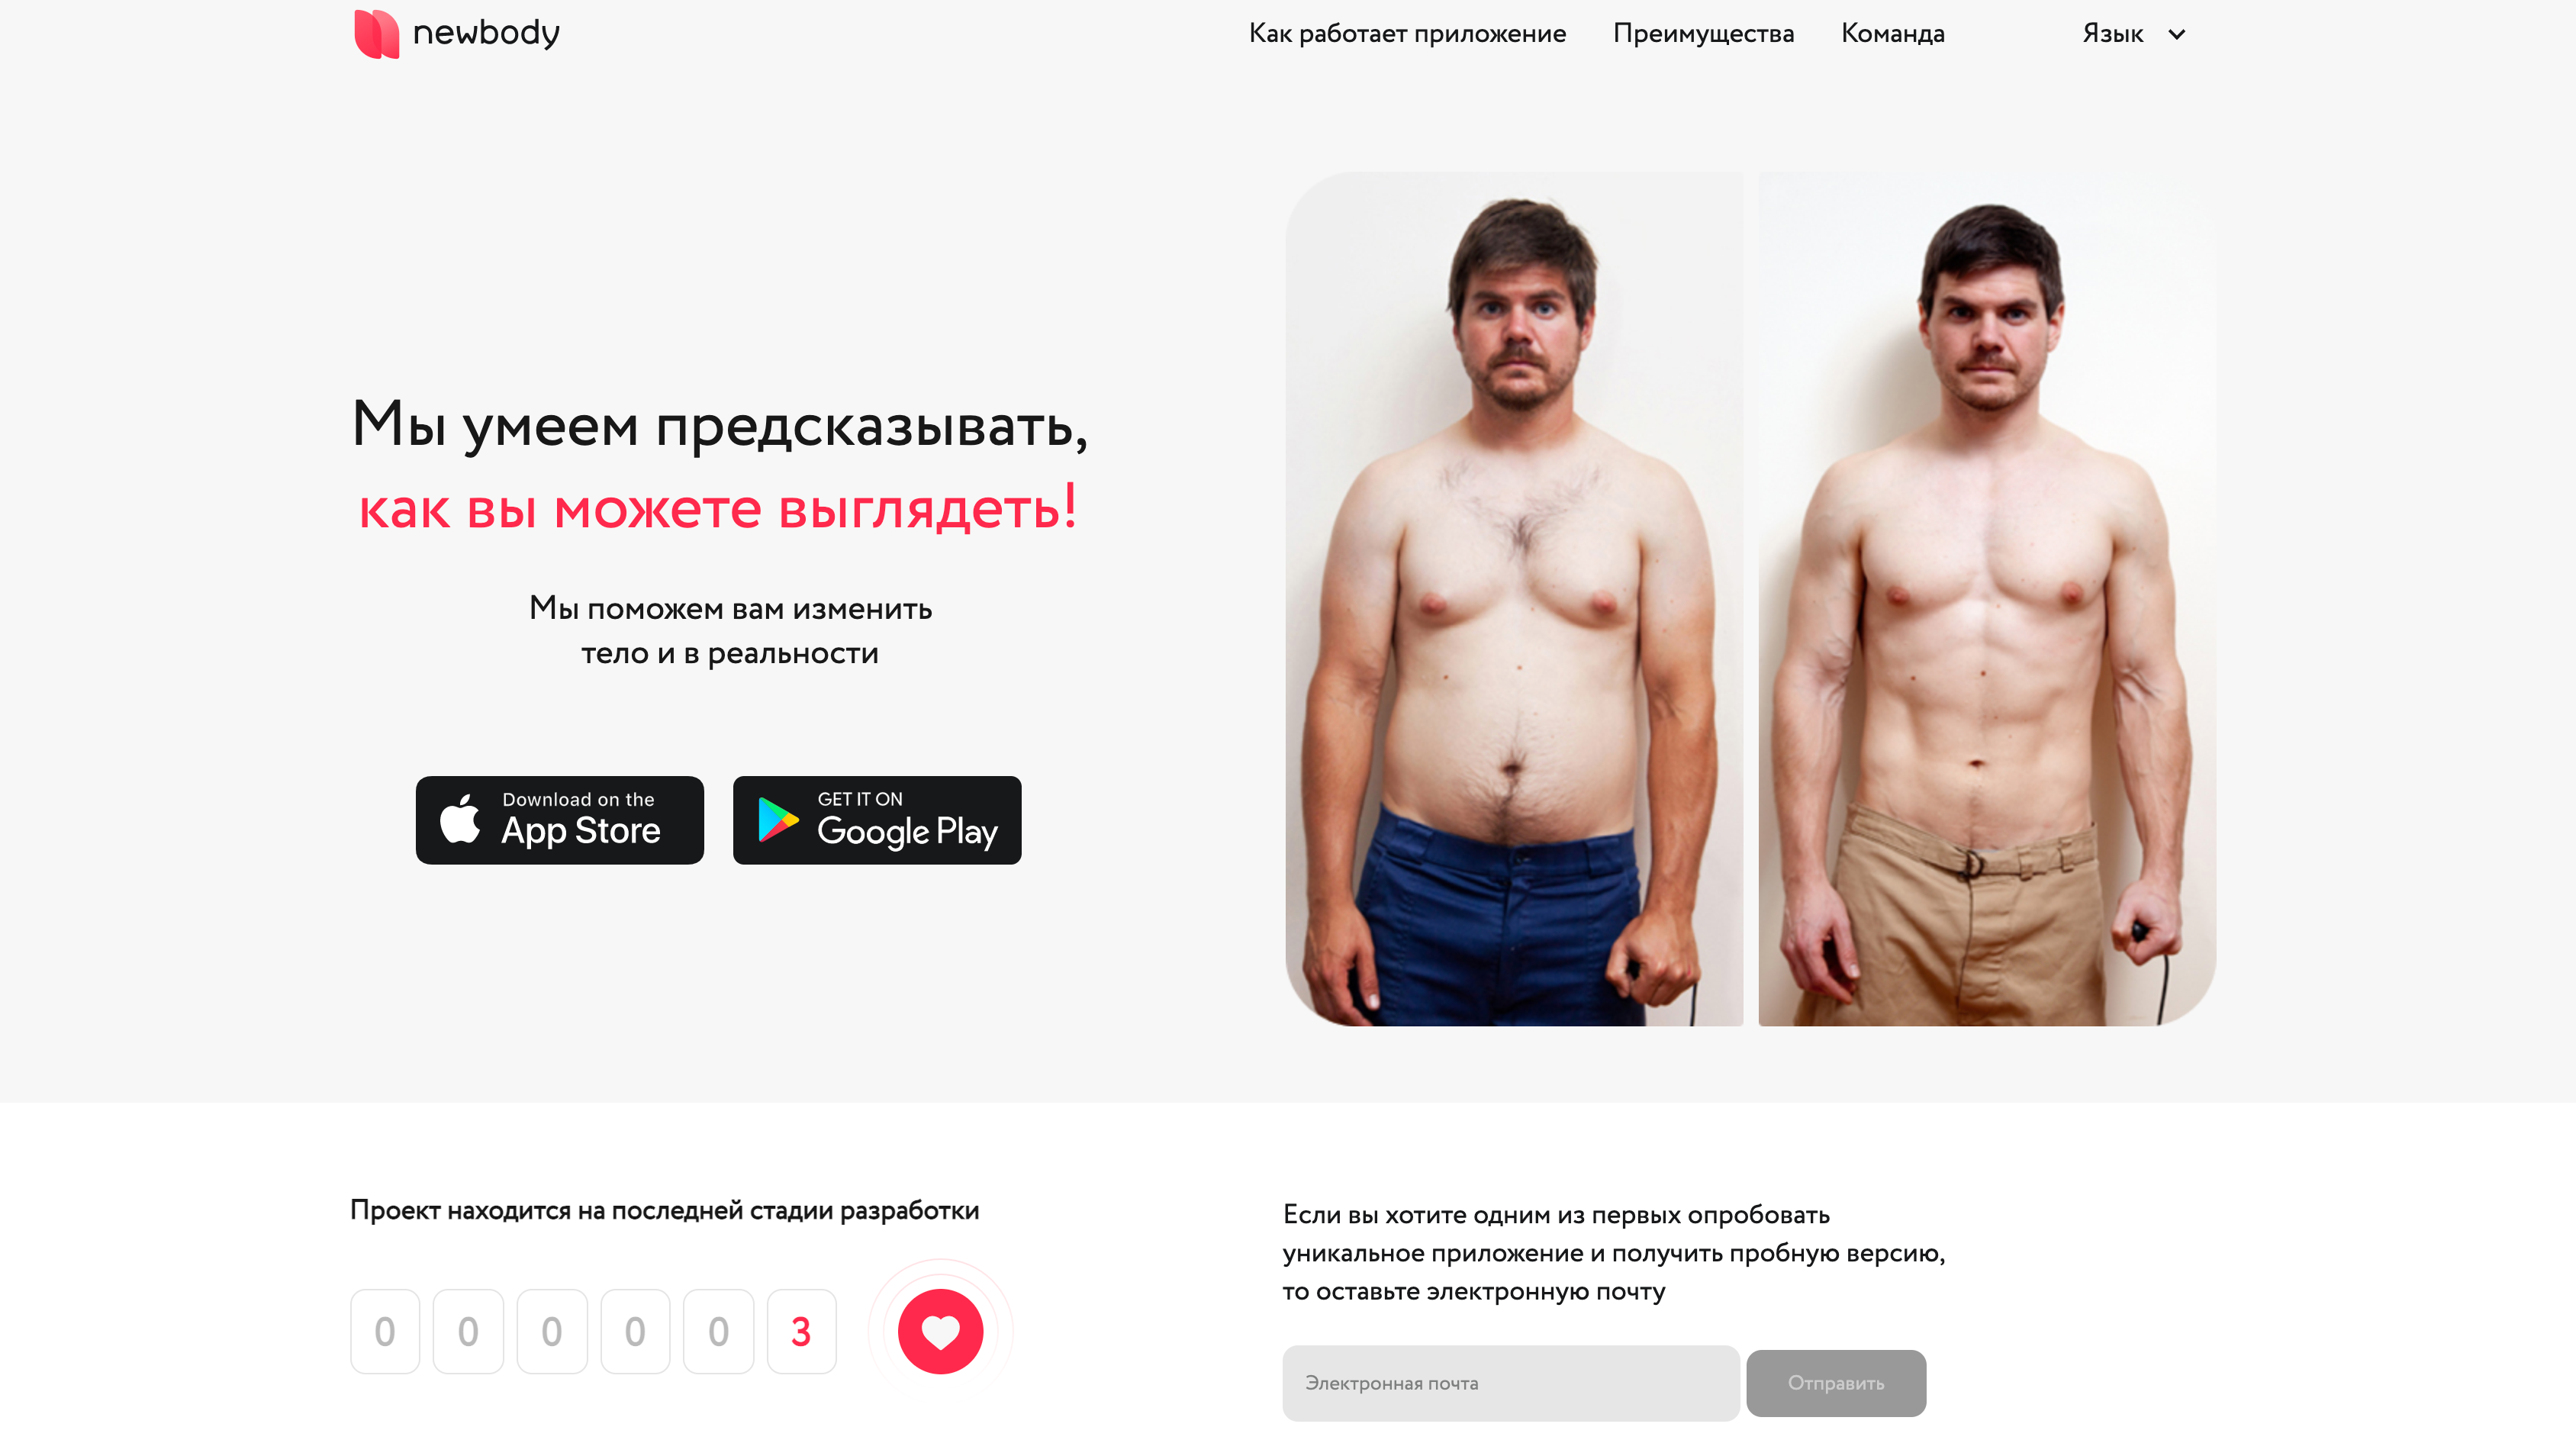 newbody
Как работает приложение
Преимущества
Команда
Язык
Мы умеем предсказывать,
как вы можете выглядеть!
Мы поможем вам изменить
тело и в реальности
Download on the
App Store
GET IT ON
Google Play
Проект находится на последней стадии разработки
0 0 0 0 0 3
Если вы хотите одним из первых опробовать
уникальное приложение и получить пробную версию,
то оставьте электронную почту
Электронная почта
Отправить